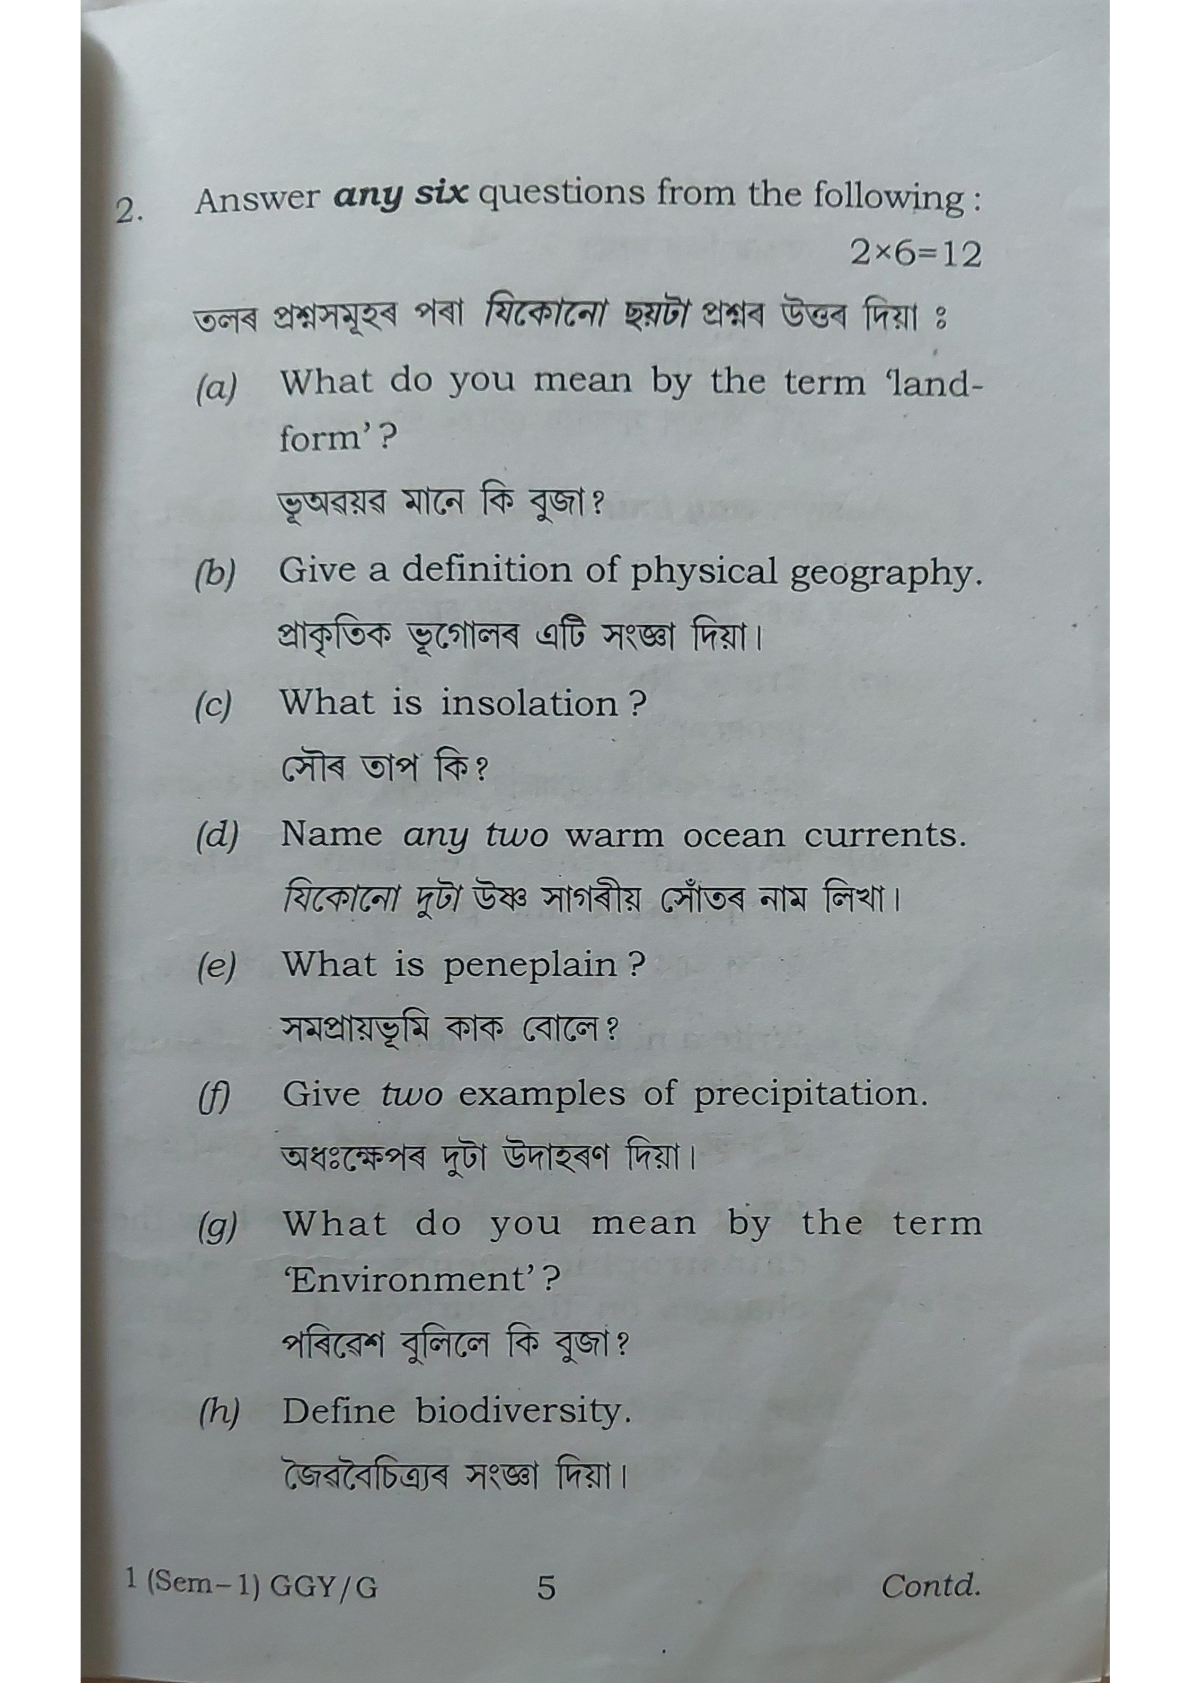 2. Answer any six questions from the following :
2×6=12
তলৰ প্ৰশ্নসমূহৰ পৰা যিকোনো ছয়টা প্ৰশ্নৰ উত্তৰ দিয়া ঃ
(a) What do you mean by the term ‘land-
form’ ?
ভূঅৱয়ৱ মানে কি বুজা ?
(b) Give a definition of physical geography.
প্ৰাকৃতিক ভূগোলৰ এটি সংজ্ঞা দিয়া।
(c) What is insolation ?
সৌৰ তাপ কি ?
(d) Name any two warm ocean currents.
যিকোনো দুটা উষ্ণ সাগৰীয় সোঁতৰ নাম লিখা।
(e) What is peneplain ?
সমপ্ৰায়ভূমি কাক বোলে ?
(f) Give two examples of precipitation.
অধঃক্ষেপৰ দুটা উদাহৰণ দিয়া।
(g) What do you mean by the term
‘Environment’ ?
পৰিৱেশ বুলিলে কি বুজা ?
(h) Define biodiversity.
জৈৱবৈচিত্ৰ্যৰ সংজ্ঞা দিয়া।
1 (Sem–1) GGY/G 5 Contd.